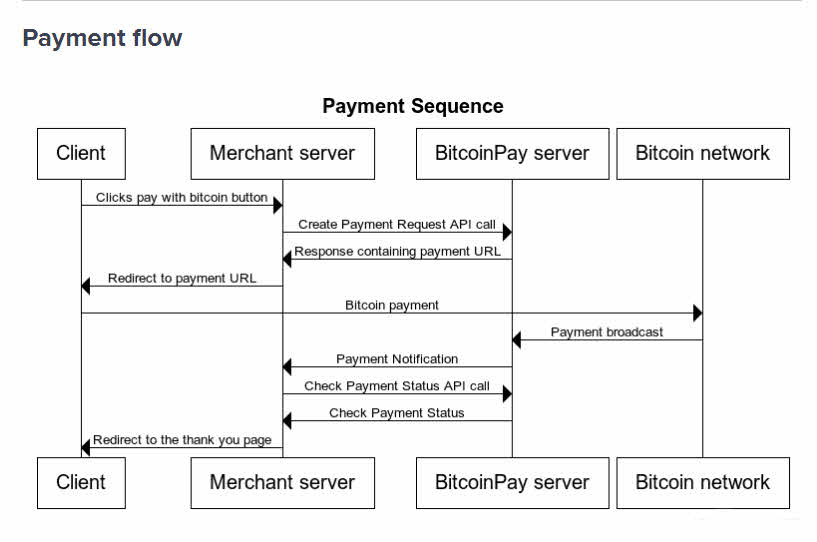 Payment flow
Payment Sequence
Client
Merchant server
BitcoinPay server
Bitcoin network
Clicks pay with bitcoin button
Create Payment Request API call
Response containing payment URL
Redirect to payment URL
Bitcoin payment
Payment broadcast
Payment Notification
Check Payment Status API call
Check Payment Status
Redirect to the thank you page
Client
Merchant server
BitcoinPay server
Bitcoin network